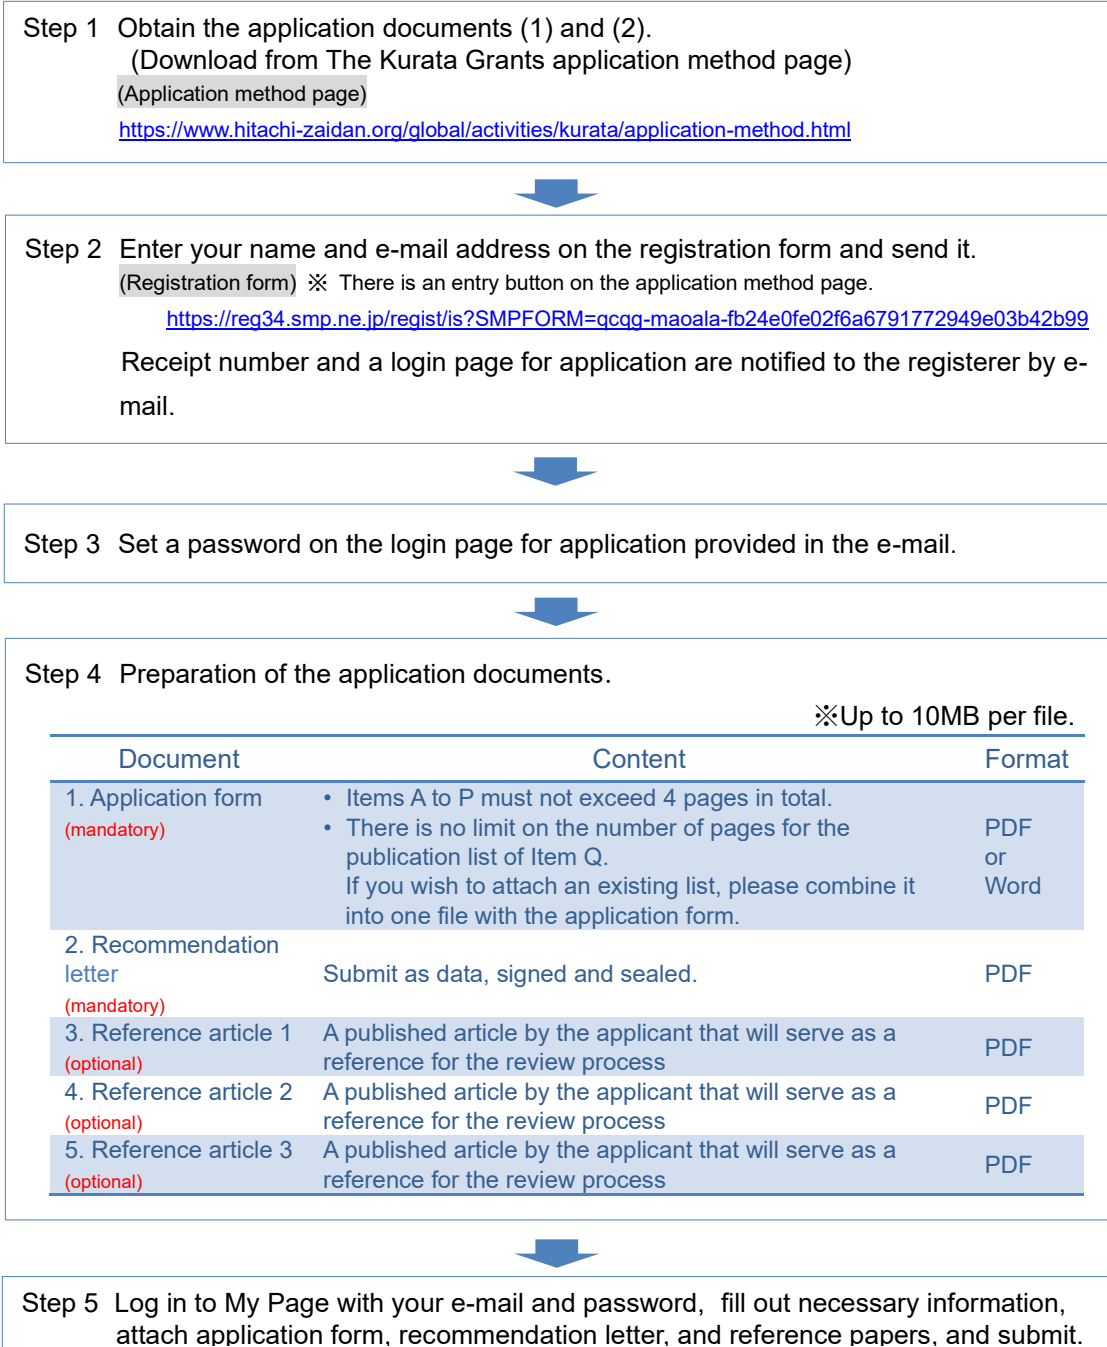 Step 1 Obtain the application documents (1) and (2).
(Download from The Kurata Grants application method page)
(Application method page)
https://www.hitachi-zaidan.org/global/activities/kurata/application-method.html
Step 2 Enter your name and e-mail address on the registration form and send it.
(Registration form) ※ There is an entry button on the application method page.
https://reg34.smp.ne.jp/regist/is?SMPFORM=qcqg-maoala-fb24e0fe02f6a6791772949e03b42b99
Receipt number and a login page for application are notified to the registerer by e-
mail.
Step 3 Set a password on the login page for application provided in the e-mail.
Step 4 Preparation of the application documents.
※Up to 10MB per file.
Document Content Format
1. Application form
(mandatory)
• Items A to P must not exceed 4 pages in total.
• There is no limit on the number of pages for the
publication list of Item Q.
If you wish to attach an existing list, please combine it
into one file with the application form.
PDF
or
Word
2. Recommendation
letter
(mandatory)
Submit as data, signed and sealed.
PDF
3. Reference article 1
(optional)
A published article by the applicant that will serve as a
reference for the review process
PDF
4. Reference article 2
(optional)
A published article by the applicant that will serve as a
reference for the review process
PDF
5. Reference article 3
(optional)
A published article by the applicant that will serve as a
reference for the review process
PDF
Step 5 Log in to My Page with your e-mail and password, fill out necessary information,
attach application form, recommendation letter, and reference papers, and submit.